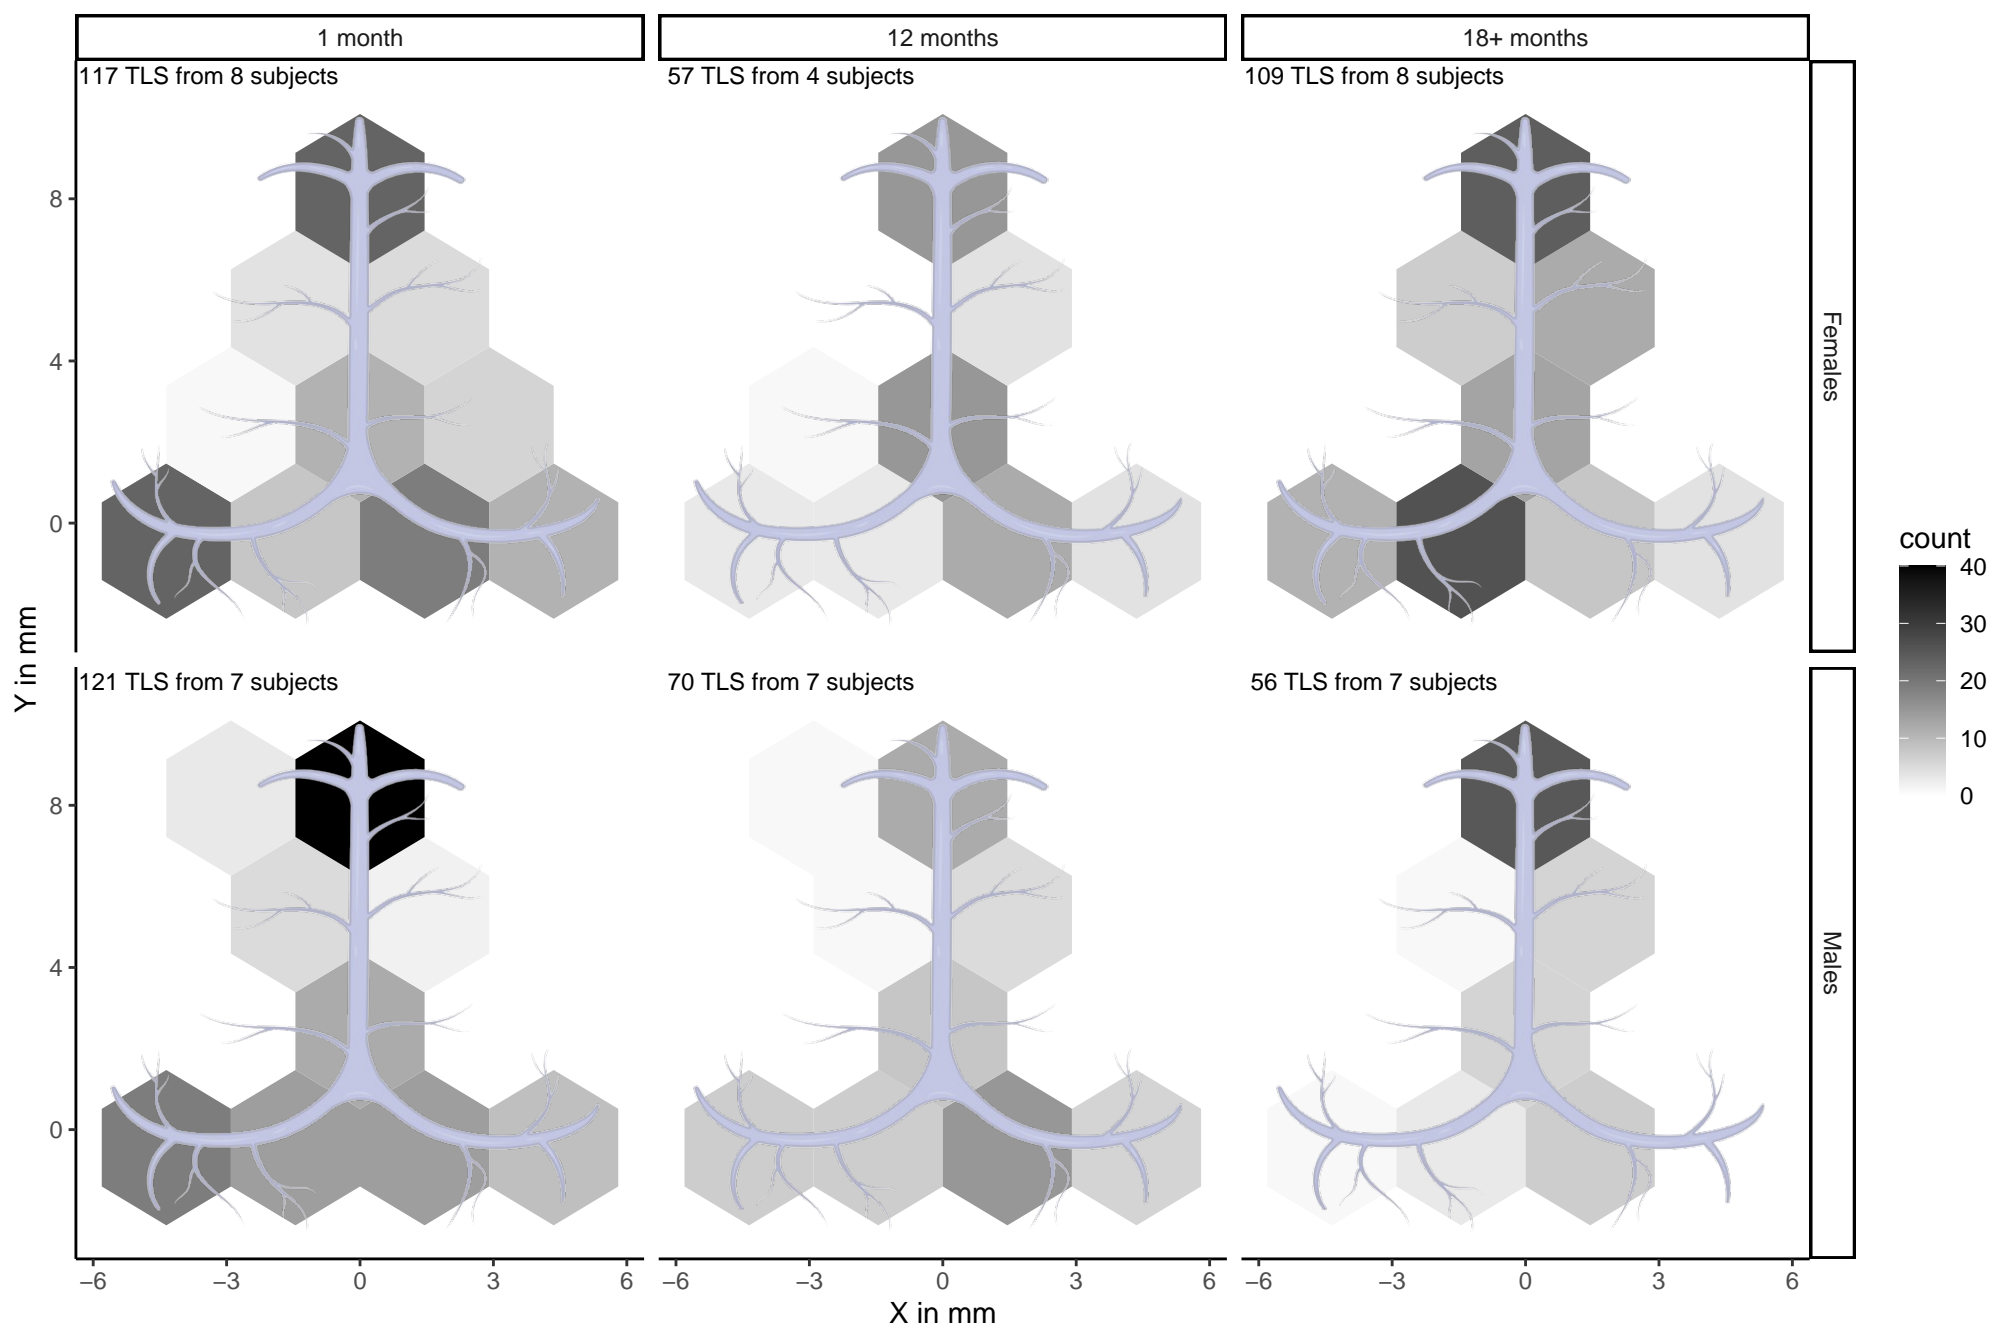 1 month
12 months
18+ months
117 TLS from 8 subjects
57 TLS from 4 subjects
109 TLS from 8 subjects
8
4
0
Females
121 TLS from 7 subjects
70 TLS from 7 subjects
56 TLS from 7 subjects
8
4
0
Males
Y in mm
−6
−3
0
3
6
−6
−3
0
3
6
−6
−3
0
3
6
X in mm
count
40
30
20
10
0